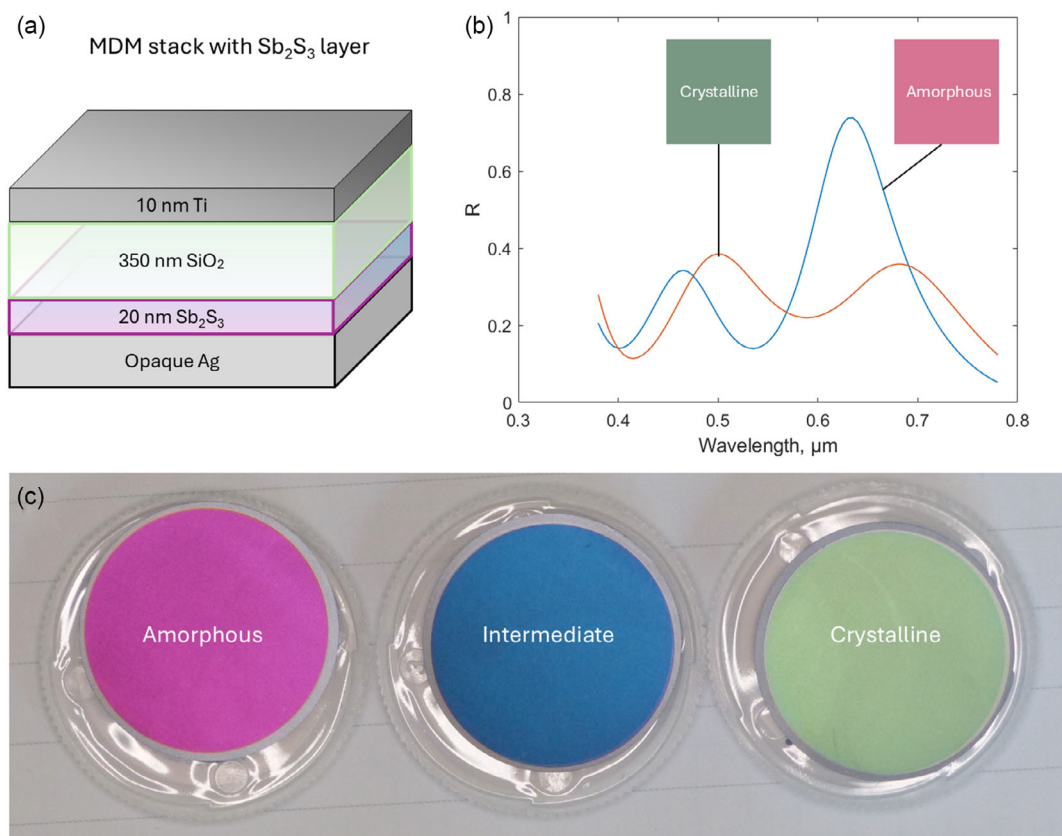 (a)
MDM stack with Sb₂S₃ layer
10 nm Ti
350 nm SiO₂
20 nm Sb₂S₃
Opaque Ag
(b)
1
0.8
0.6
0.4
0.2
0
R
Crystalline
Amorphous
0.3 0.4 0.5 0.6 0.7 0.8
Wavelength, μm
(c)
Amorphous
Intermediate
Crystalline